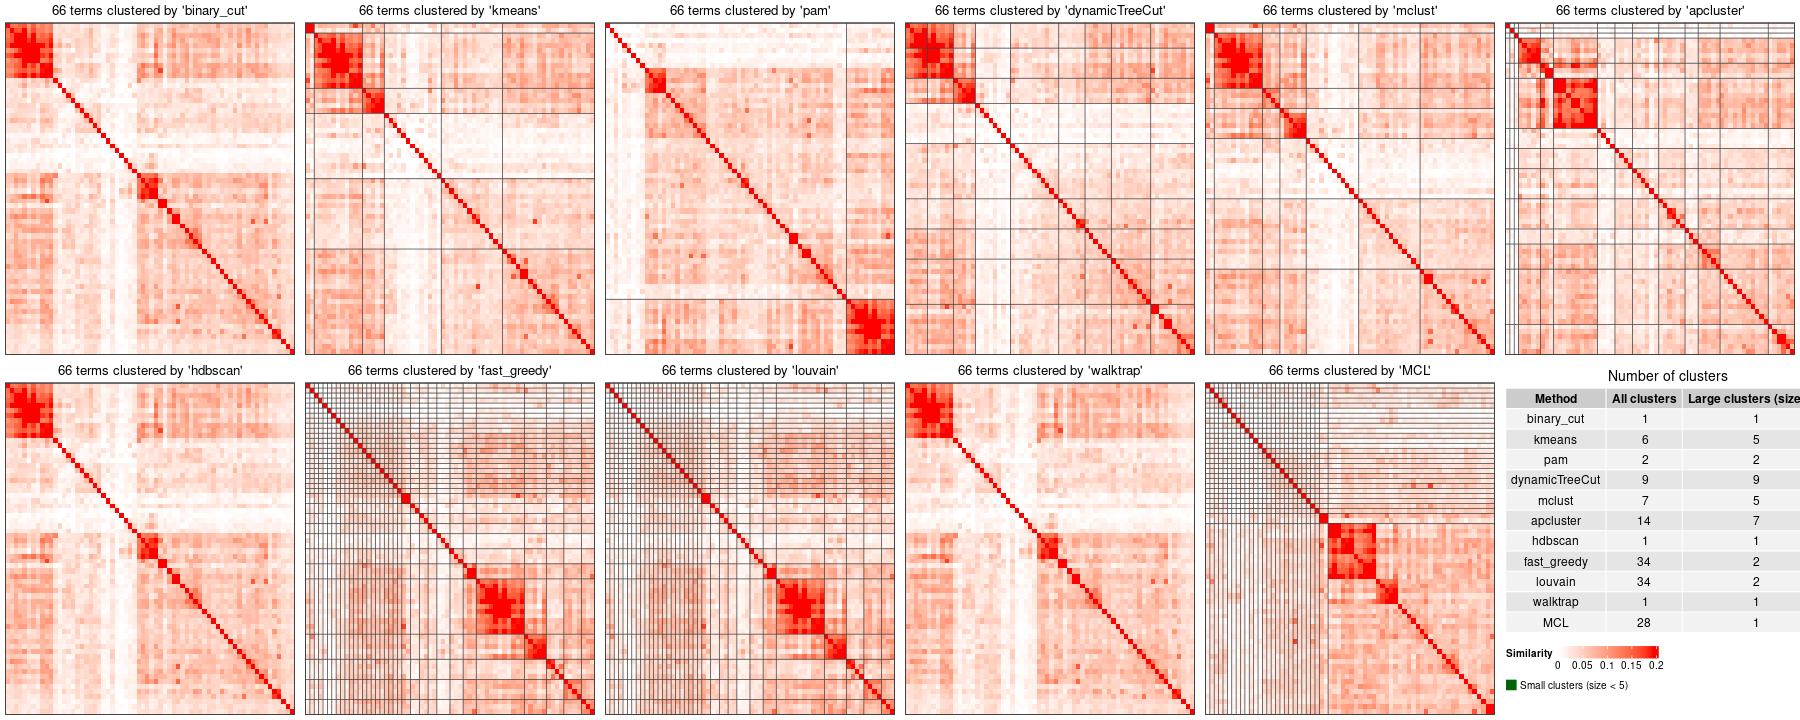 66 terms clustered by 'binary_cut'
66 terms clustered by 'kmeans'
66 terms clustered by 'pam'
66 terms clustered by 'dynamicTreeCut'
66 terms clustered by 'mclust'
66 terms clustered by 'apcluster'
66 terms clustered by 'hdbscan'
66 terms clustered by 'fast_greedy'
66 terms clustered by 'louvain'
66 terms clustered by 'walktrap'
66 terms clustered by 'MCL'
Number of clusters
Method All clusters Large clusters (size
binary_cut 1 1
kmeans 6 5
pam 2 2
dynamicTreeCut 9 9
mclust 7 5
apcluster 14 7
hdbscan 1 1
fast_greedy 34 2
louvain 34 2
walktrap 1 1
MCL 28 1
Similarity
0 0.05 0.1 0.15 0.2
Small clusters (size < 5)